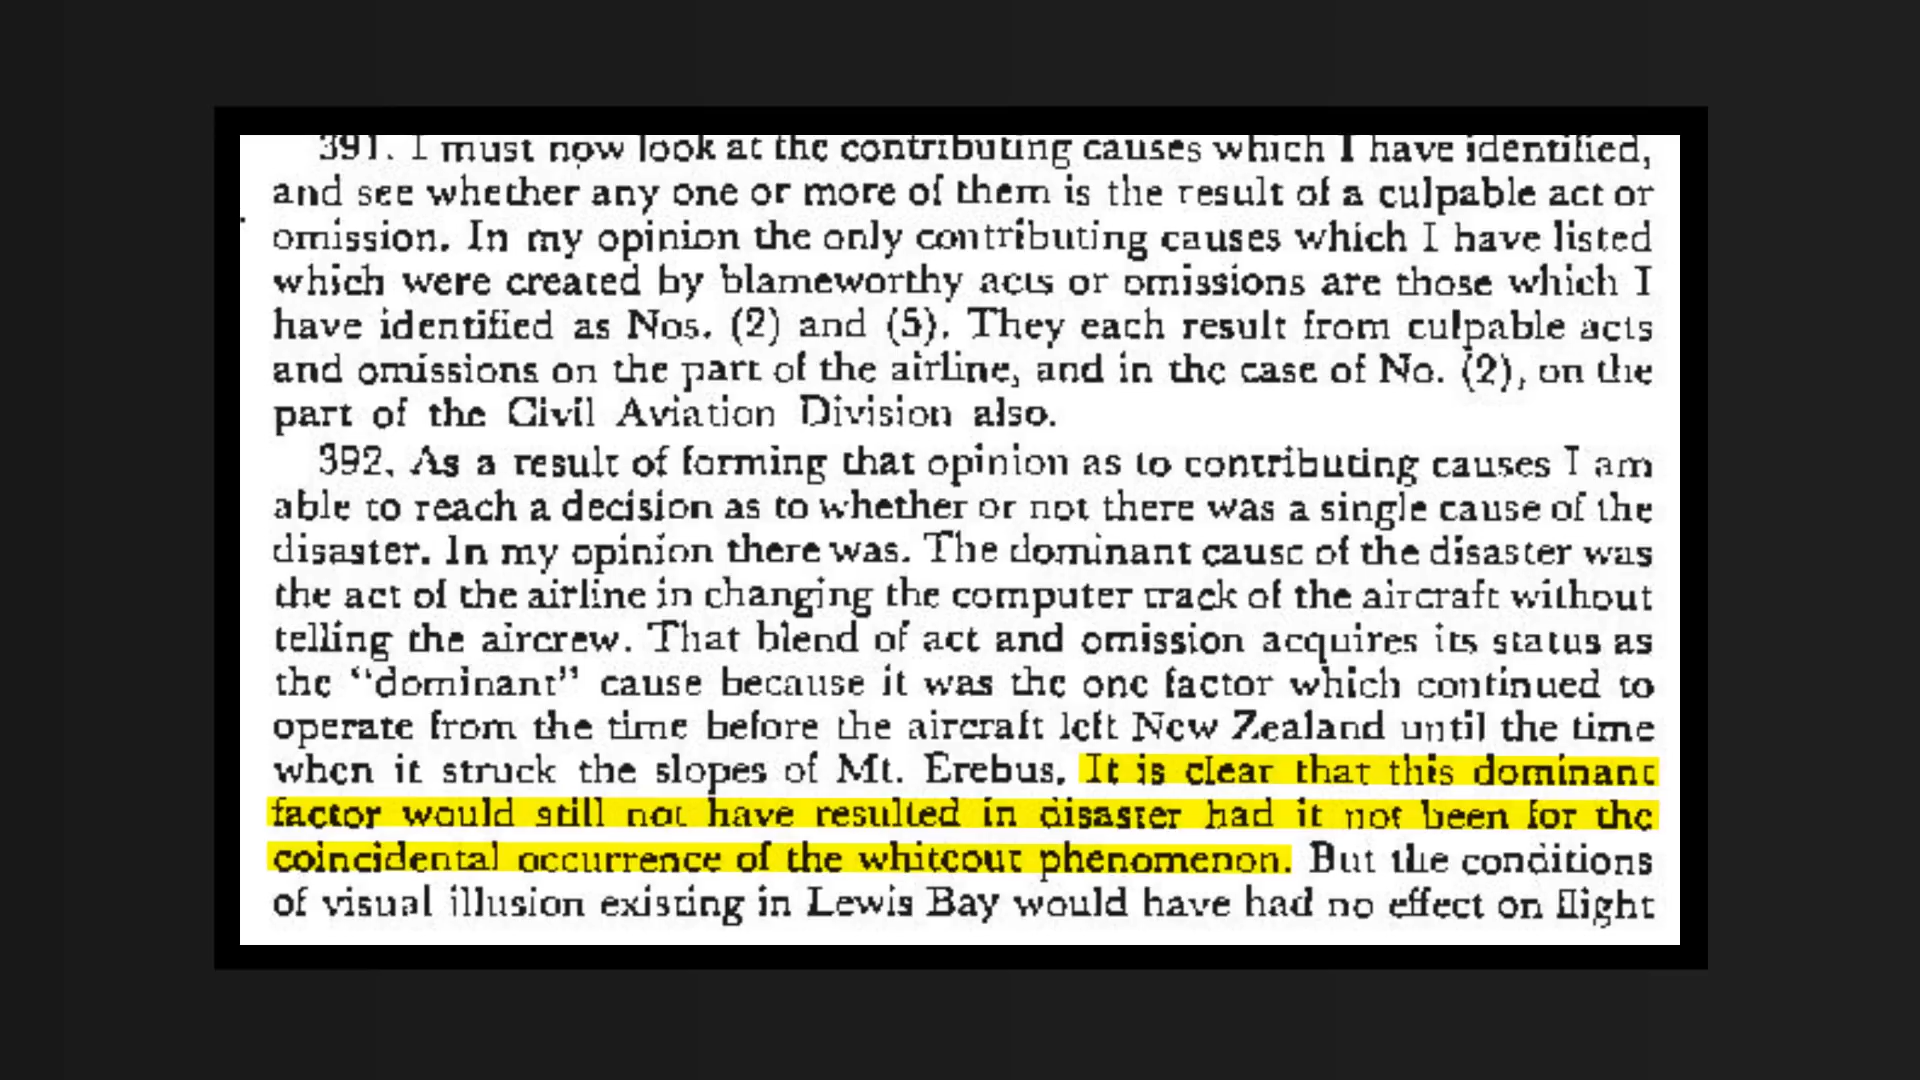 391. I must now look at the contributing causes which I have identified,
and see whether any one or more of them is the result of a culpable act or
omission. In my opinion the only contributing causes which I have listed
which were created by blameworthy acts or omissions are those which I
have identified as Nos. (2) and (5). They each result from culpable acts
and omissions on the part of the airline, and in the case of No. (2), on the
part of the Civil Aviation Division also.
392. As a result of forming that opinion as to contributing causes I am
able to reach a decision as to whether or not there was a single cause of the
disaster. In my opinion there was. The dominant cause of the disaster was
the act of the airline in changing the computer track of the aircraft without
telling the aircrew. That blend of act and omission acquires its status as
the “dominant” cause because it was the one factor which continued to
operate from the time before the aircraft left New Zealand until the time
when it struck the slopes of Mt. Erebus. It is clear that this dominant
factor would still not have resulted in disaster had it not been for the
coincidental occurrence of the whiteout phenomenon. But the conditions
of visual illusion existing in Lewis Bay would have had no effect on flight